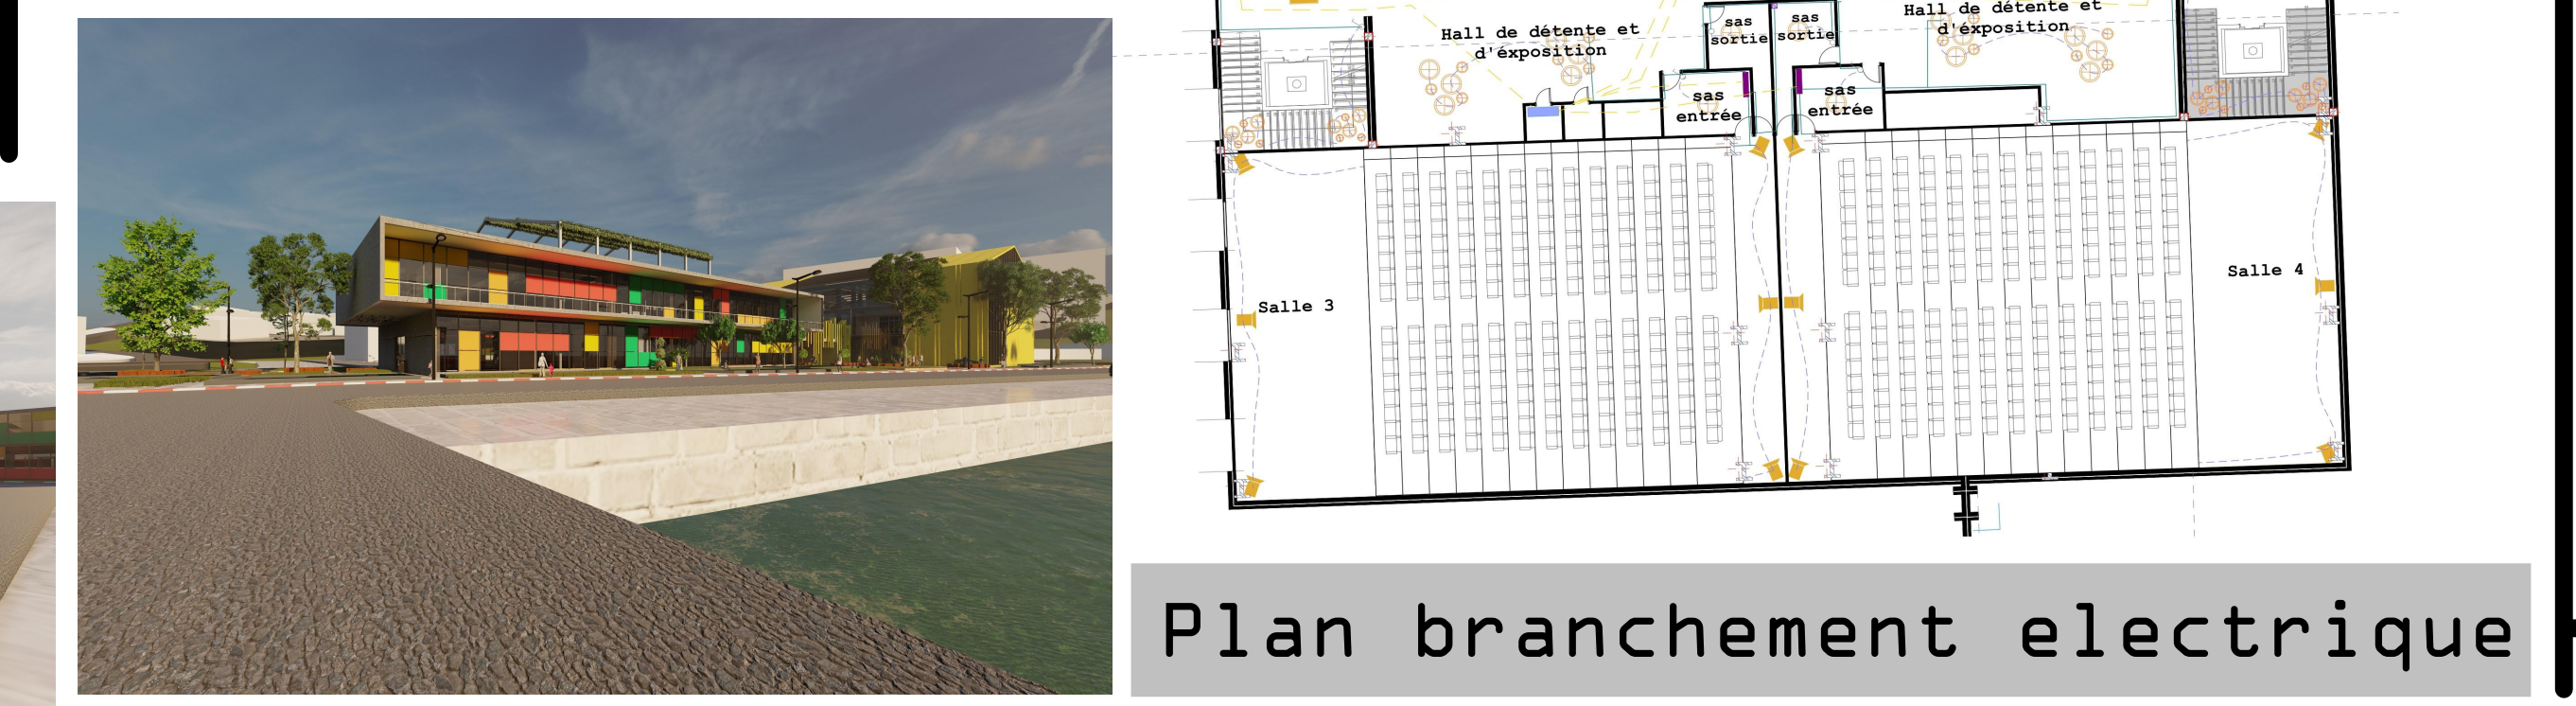 Hall de détente et
d'éxposition
sas
sortie
sas
sortie
Hall de détente et
d'éxposition
sas
entrée
sas
entrée
Salle 3
Salle 4
Plan branchement electrique